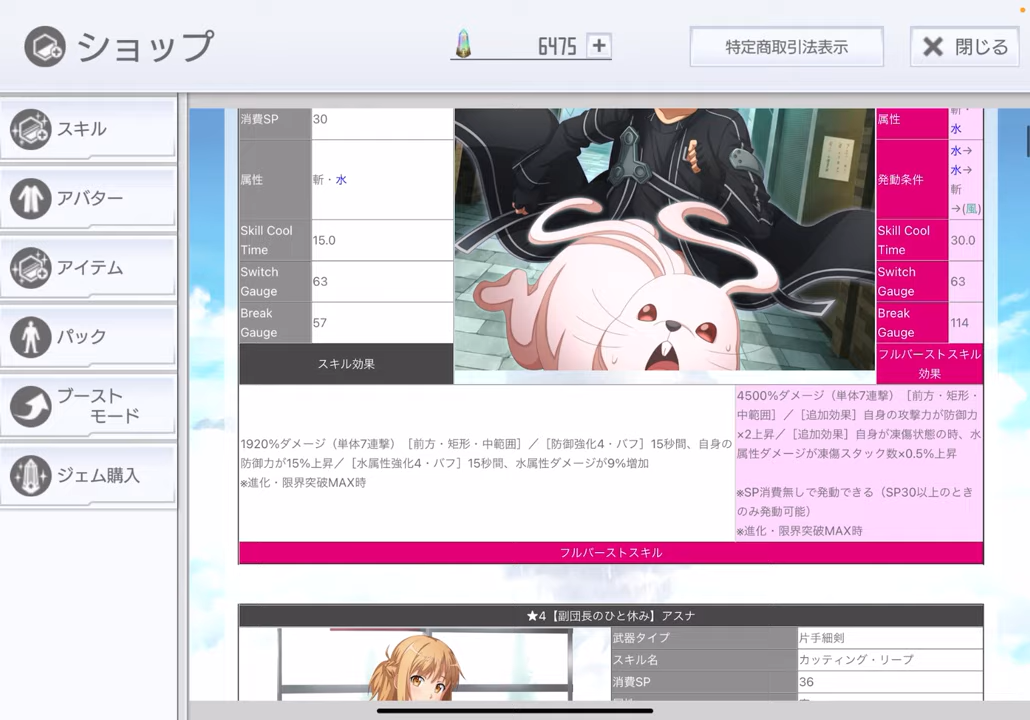 ショップ
6475
特定商取引法表示
閉じる
スキル
アバター
アイテム
パック
ブースト
モード
ジェム購入
消費SP
30
属性
斬・水
Skill Cool
Time
15.0
Switch
Gauge
63
Break
Gauge
57
スキル効果
属性
斬・
水
発動条件
水→
水→
斬
→(風)
Skill Cool
Time
30.0
Switch
Gauge
63
Break
Gauge
114
フルバーストスキル
効果
1920%ダメージ（単体7連撃）［前方・矩形・中範囲］／［防御強化4・バフ］15秒間、自身の
防御力が15%上昇／［水属性強化4・バフ］15秒間、水属性ダメージが9%増加
※進化・限界突破MAX時
4500%ダメージ（単体7連撃）［前方・矩形・
中範囲］／［追加効果］自身の攻撃力が防御力
×2上昇／［追加効果］自身が凍傷状態の時、水
属性ダメージが凍傷スタック数×0.5%上昇
※SP消費無しで発動できる（SP30以上のとき
のみ発動可能）
※進化・限界突破MAX時
フルバーストスキル
★4【副団長のひと休み】アスナ
武器タイプ
片手細剣
スキル名
カッティング・リープ
消費SP
36